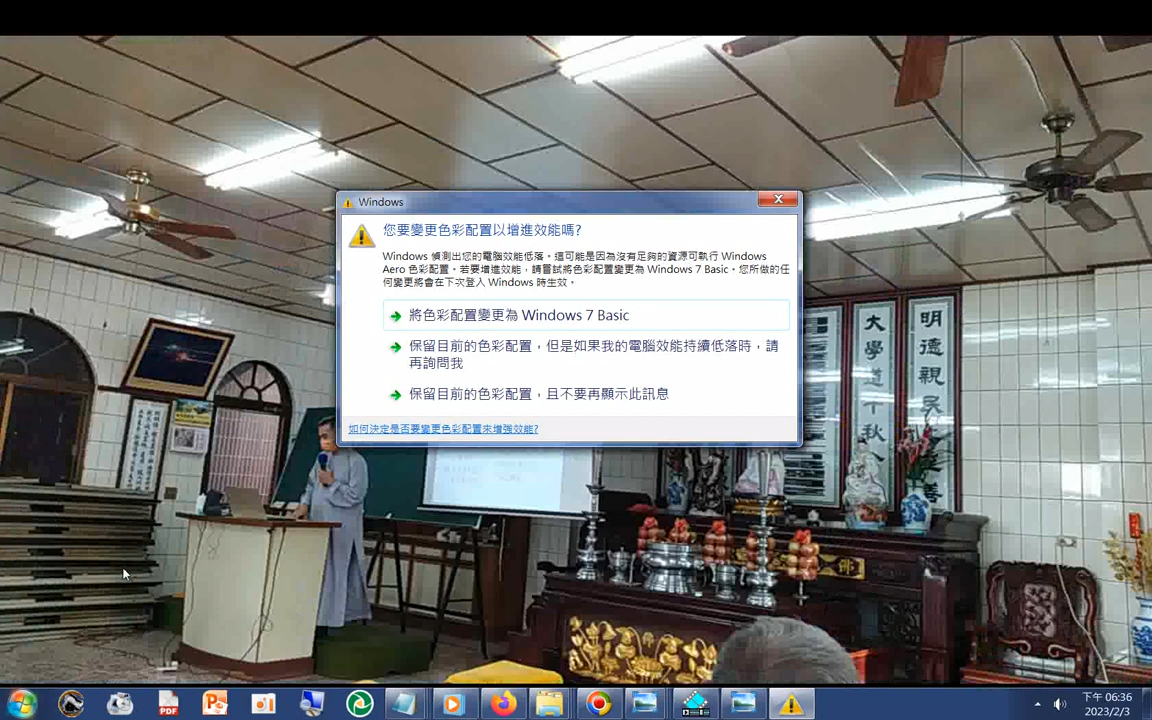 Windows
您要變更色彩配置以增進效能嗎?
Windows 偵測出您的電腦效能低落。這可能是因為沒有足夠的資源可執行 Windows
Aero 色彩配置。若要增進效能，請嘗試將色彩配置變更為 Windows 7 Basic。您所做的任
何變更將會在下次登入 Windows 時生效。
將色彩配置變更為 Windows 7 Basic
保留目前的色彩配置，但是如果我的電腦效能持續低落時，請
再詢問我
保留目前的色彩配置，且不要再顯示此訊息
如何決定是否要變更色彩配置來增強效能?
明德親民
大學道千秋
佛
PDF
下午 06:36
2023/2/3